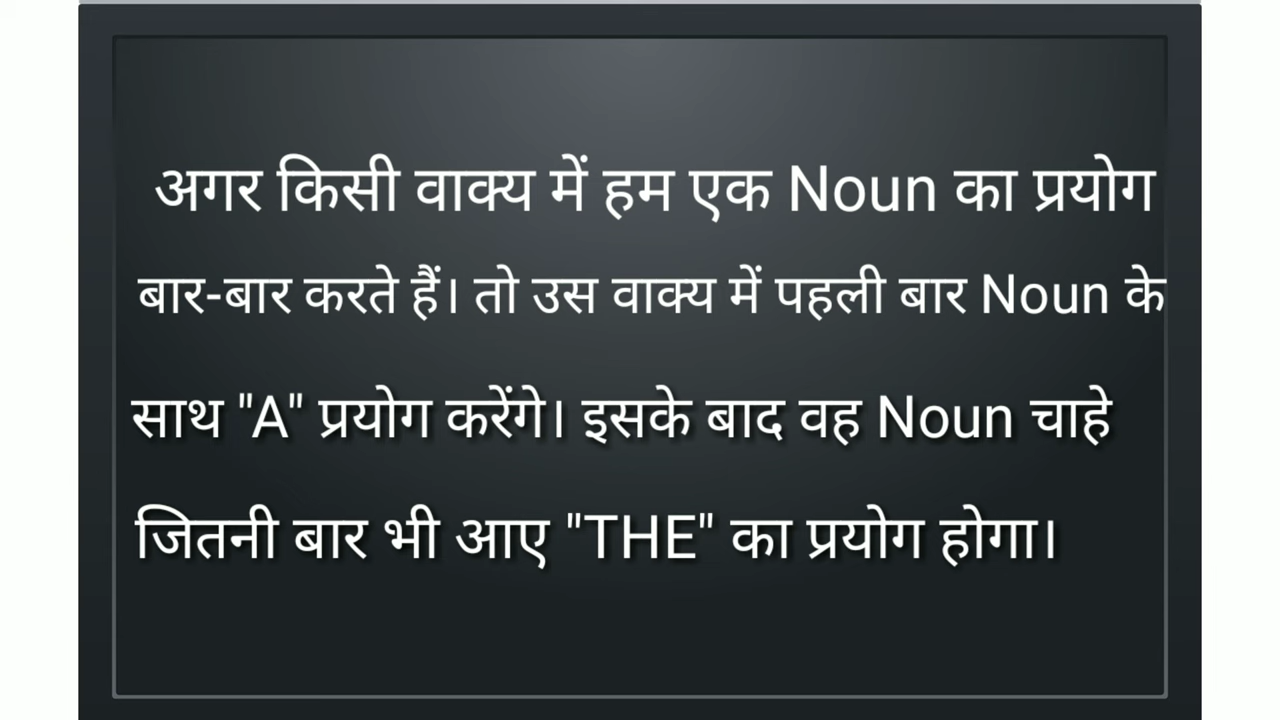 अगर किसी वाक्य में हम एक Noun का प्रयोग
बार-बार करते हैं। तो उस वाक्य में पहली बार Noun के
साथ "A" प्रयोग करेंगे। इसके बाद वह Noun चाहे
जितनी बार भी आए "THE" का प्रयोग होगा।